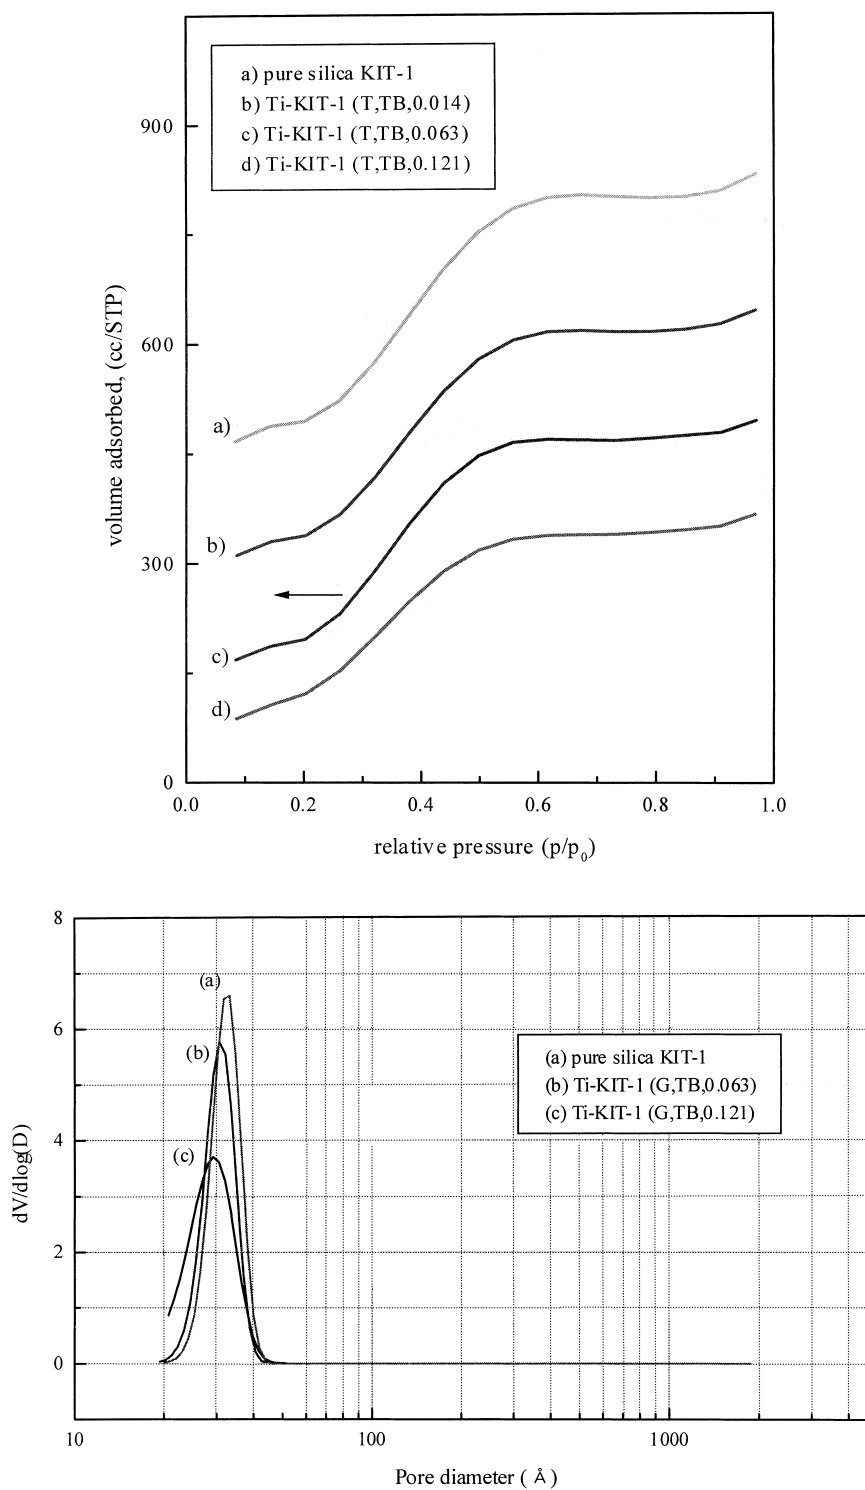 a) pure silica KIT-1
b) Ti-KIT-1 (T,TB,0.014)
c) Ti-KIT-1 (T,TB,0.063)
d) Ti-KIT-1 (T,TB,0.121)
900
600
300
0
volume adsorbed, (cc/STP)
a)
b)
c)
d)
0.0 0.2 0.4 0.6 0.8 1.0
relative pressure (p/p₀)
8
6
4
2
0
dV/dlog(D)
(a)
(b)
(c)
(a) pure silica KIT-1
(b) Ti-KIT-1 (G,TB,0.063)
(c) Ti-KIT-1 (G,TB,0.121)
10 100 1000
Pore diameter ( Å )